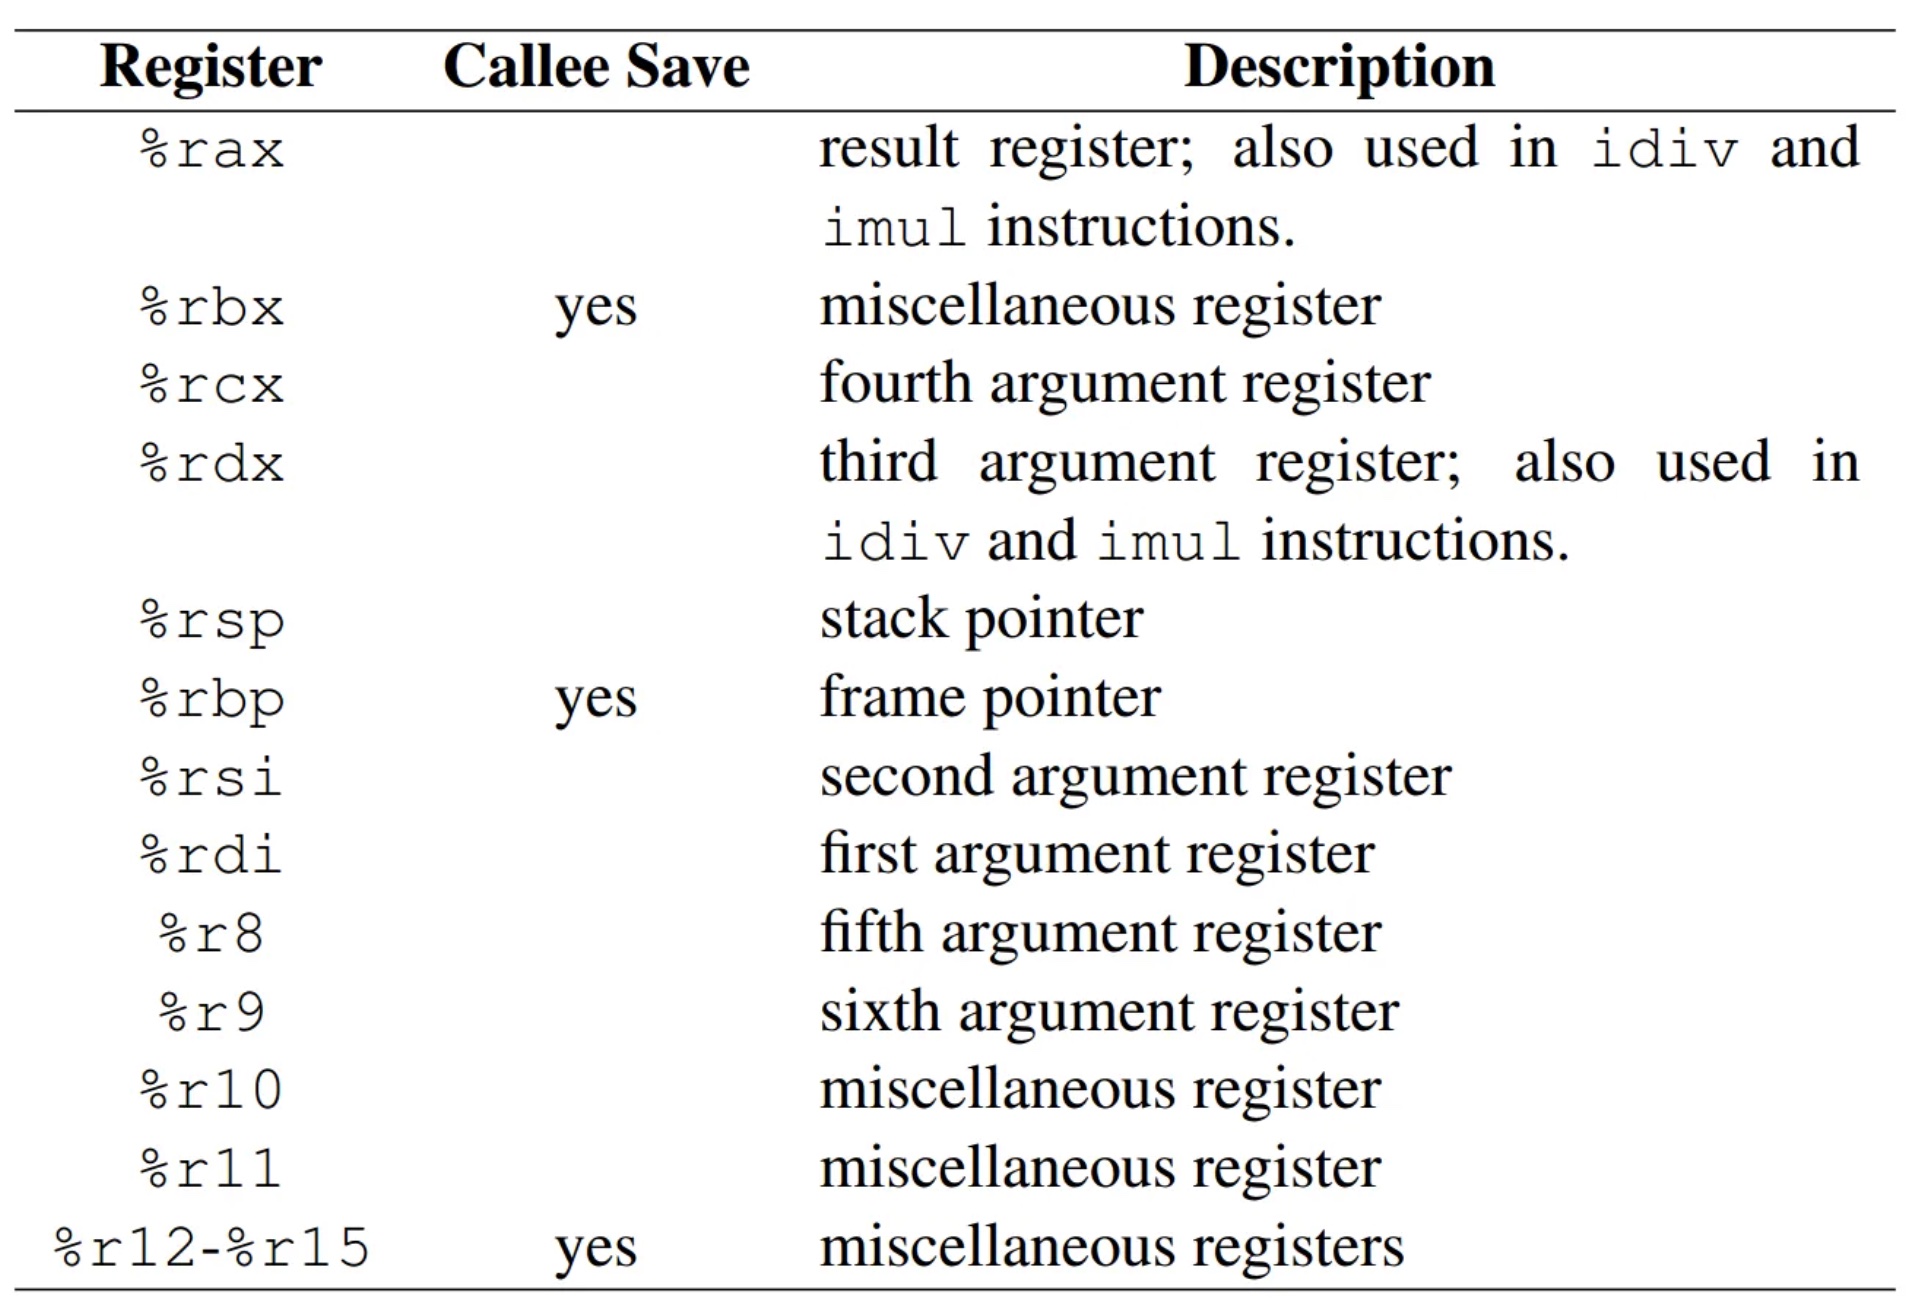 Register Callee Save Description
%rax result register; also used in idiv and
imul instructions.
%rbx yes miscellaneous register
%rcx fourth argument register
%rdx third argument register; also used in
idiv and imul instructions.
%rsp stack pointer
%rbp yes frame pointer
%rsi second argument register
%rdi first argument register
%r8 fifth argument register
%r9 sixth argument register
%r10 miscellaneous register
%r11 miscellaneous register
%r12-%r15 yes miscellaneous registers